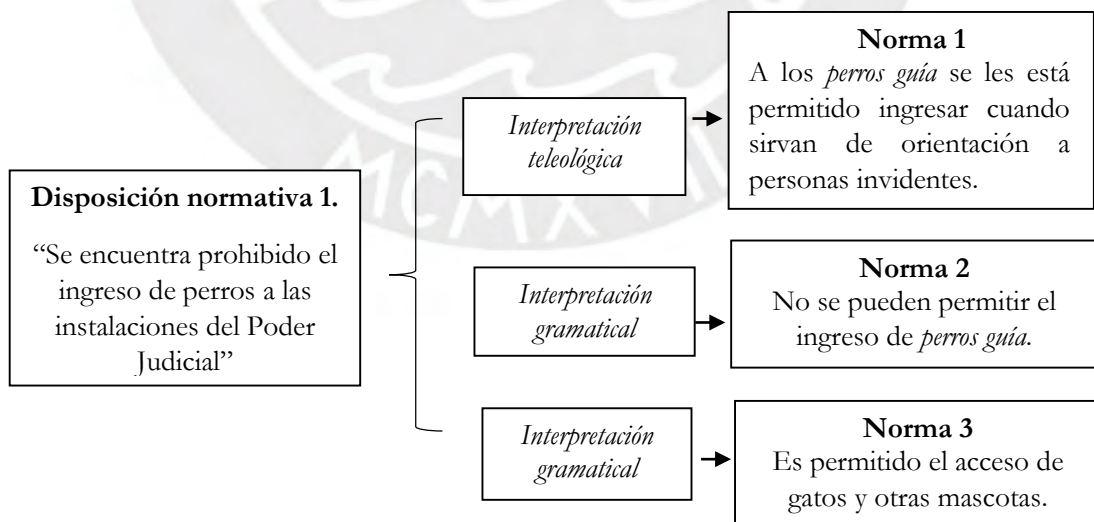 Disposición normativa 1.
“Se encuentra prohibido el
ingreso de perros a las
instalaciones del Poder
Judicial”
Interpretación
teleológica
Norma 1
A los perros guía se les está
permitido ingresar cuando
sirvan de orientación a
personas invidentes.
Interpretación
gramatical
Norma 2
No se pueden permitir el
ingreso de perros guía.
Interpretación
gramatical
Norma 3
Es permitido el acceso de
gatos y otras mascotas.
MCMXVII